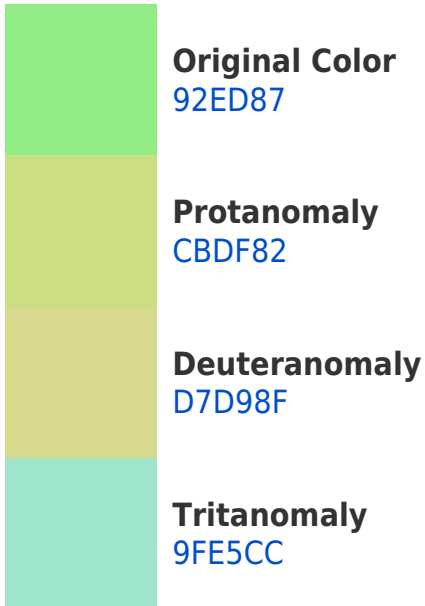 Original Color
92ED87
Protanomaly
CBDF82
Deuteranomaly
D7D98F
Tritanomaly
9FE5CC